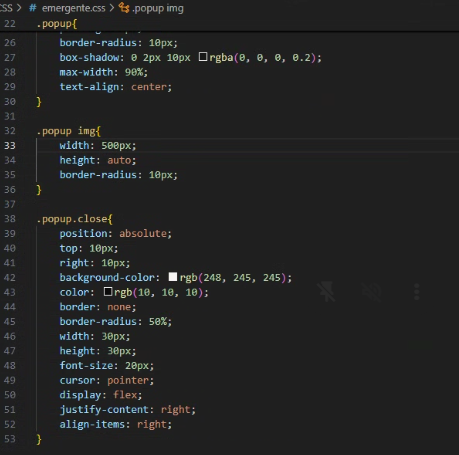 CSS > # emergente.css > .popup img
22 .popup{
26 border-radius: 10px;
27 box-shadow: 0 2px 10px rgba(0, 0, 0, 0.2);
28 max-width: 90%;
29 text-align: center;
30 }
31
32 .popup img{
33 width: 500px;
34 height: auto;
35 border-radius: 10px;
36 }
37
38 .popup.close{
39 position: absolute;
40 top: 10px;
41 right: 10px;
42 background-color: rgb(248, 245, 245);
43 color: rgb(10, 10, 10);
44 border: none;
45 border-radius: 50%;
46 width: 30px;
47 height: 30px;
48 font-size: 20px;
49 cursor: pointer;
50 display: flex;
51 justify-content: right;
52 align-items: right;
53 }